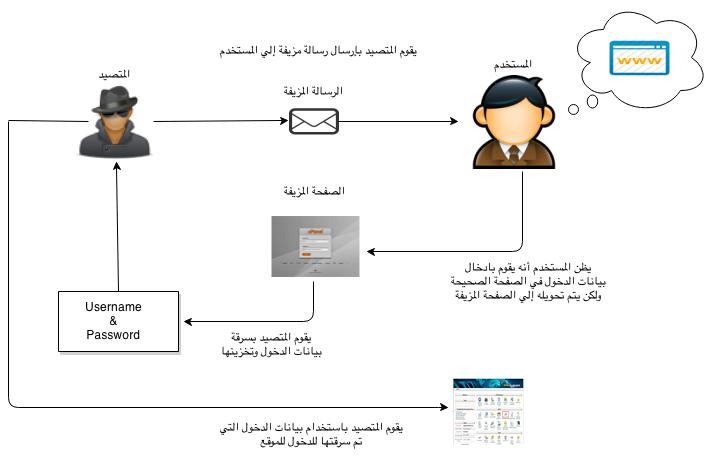 يقوم المتصيد بإرسال رسالة مزيفة إلي المستخدم
WWW
المستخدم
المتصيد
الرسالة المزيفة
الصفحة المزيفة
cPanel
يظن المستخدم أنه يقوم بادخال
بيانات الدخول في الصفحة الصحيحة
ولكن يتم تحويله إلي الصفحة المزيفة
Username
&
Password
يقوم المتصيد بسرقة
بيانات الدخول وتخزينها
يقوم المتصيد باستخدام بيانات الدخول التي
تم سرقتها للدخول للموقع